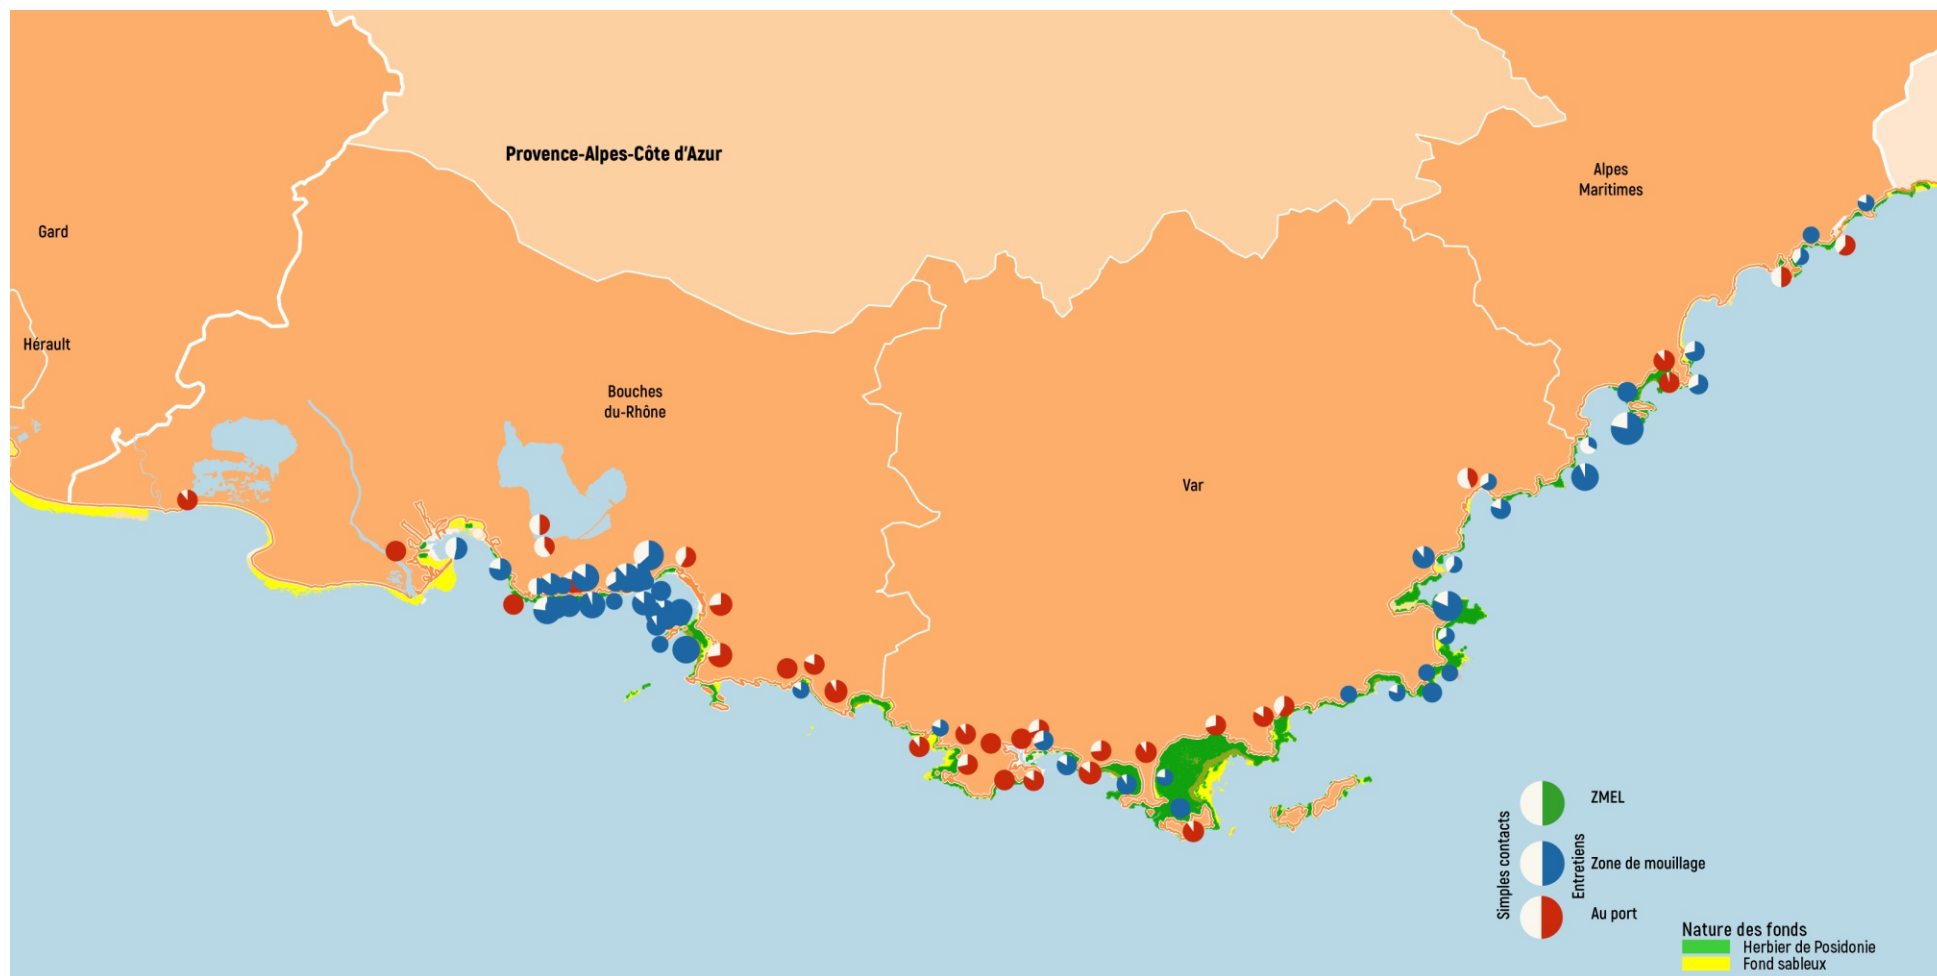 Provence-Alpes-Côte d'Azur
Alpes
Maritimes
Gard
Hérault
Bouches
du-Rhône
Var
Simples contacts
Entretiens
ZMEL
Zone de mouillage
Au port
Nature des fonds
Herbier de Posidonie
Fond sableux